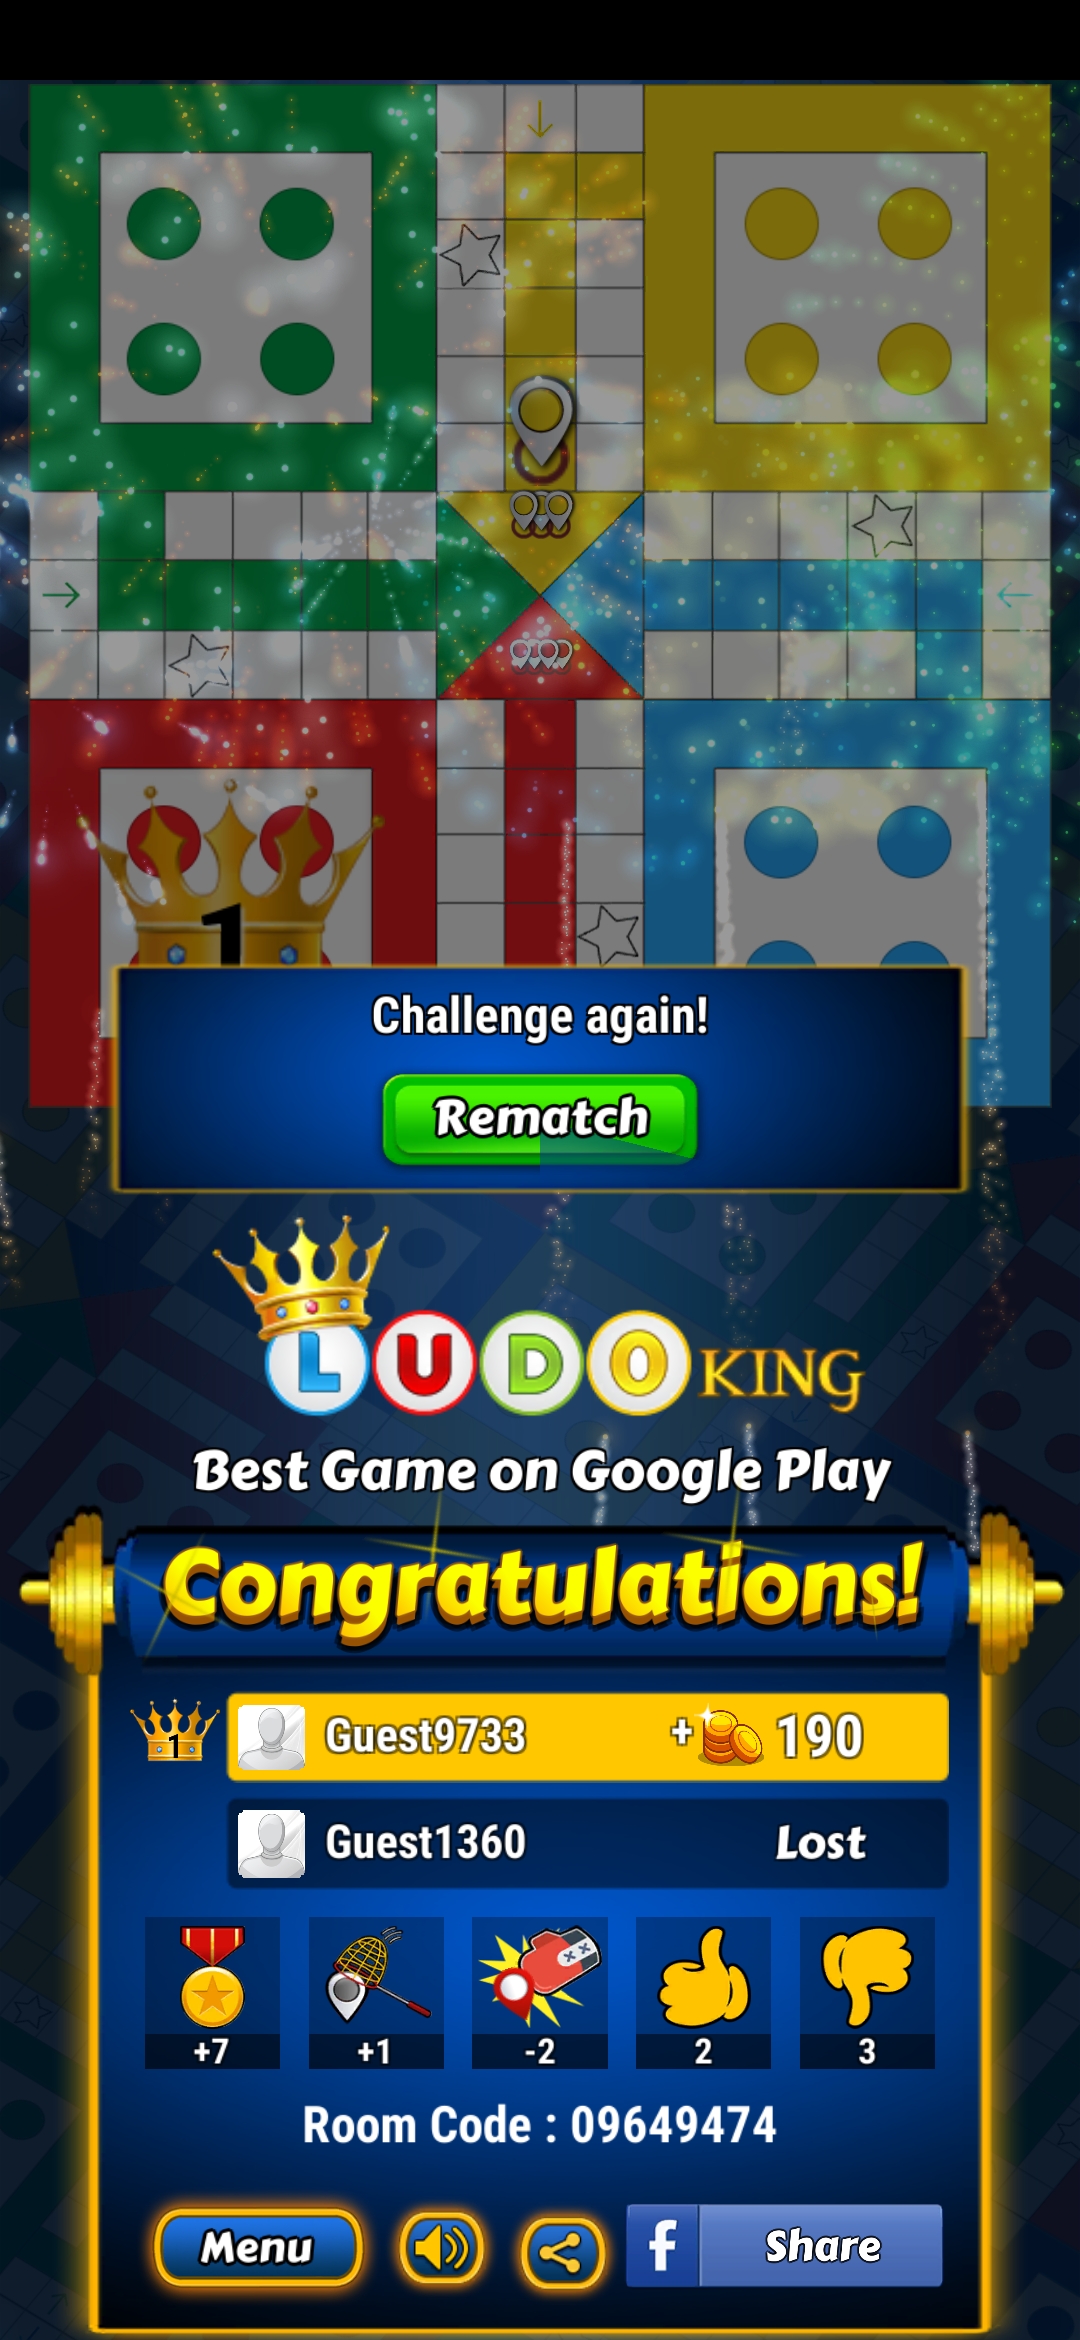 1
Challenge again!
Rematch
LUDO KING
Best Game on Google Play
Congratulations!
1 Guest9733 + 190
Guest1360 Lost
+7 +1 -2 2 3
Room Code : 09649474
Menu f Share